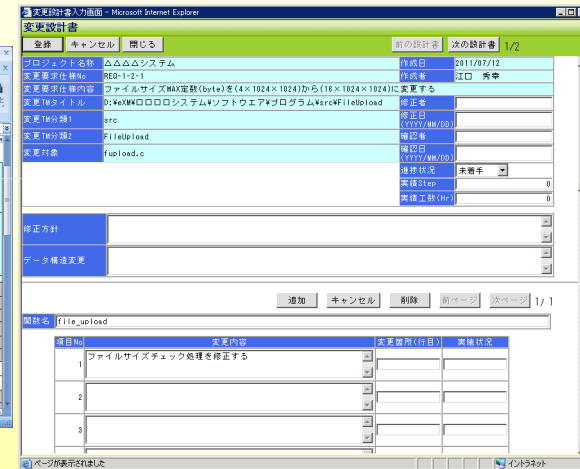 変更設計書入力画面 - Microsoft Internet Explorer
変更設計書
登録 キャンセル 閉じる 前の設計書 次の設計書 1/2
プロジェクト名称 △△△△システム 作成日 2011/07/12
変更要求仕様No REQ-1-2-1 作成者 江口 秀幸
変更要求仕様内容 ファイルサイズMAX定数(byte)を(4×1024×1024)から(16×1024×1024)に変更する
変更TMタイトル D:¥eXM¥□□□□システム¥ソフトウエア¥プログラム¥src¥FileUpload 修正者
変更TM分類1 src 修正日
(YYYY/MM/DD)
変更TM分類2 FileUpload 確認者
変更対象 fupload.c 確認日
(YYYY/MM/DD)
進捗状況 未着手
実績Step 0
実績工数(Hr) 0
修正方針
データ構造変更
追加 キャンセル 削除 前ページ 次ページ 1/ 1
関数名 file_upload
項目No 変更内容 変更箇所(行目) 実施状況
1 ファイルサイズチェック処理を修正する
2
3
ページが表示されました イントラネット